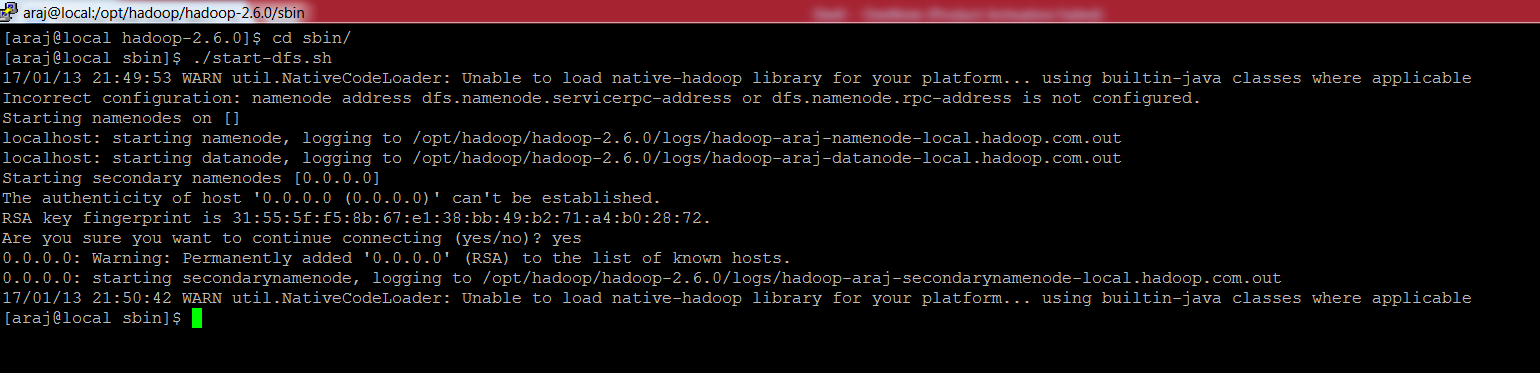 araj@local:/opt/hadoop/hadoop-2.6.0/sbin
[araj@local hadoop-2.6.0]$ cd sbin/
[araj@local sbin]$ ./start-dfs.sh
17/01/13 21:49:53 WARN util.NativeCodeLoader: Unable to load native-hadoop library for your platform... using builtin-java classes where applicable
Incorrect configuration: namenode address dfs.namenode.servicerpc-address or dfs.namenode.rpc-address is not configured.
Starting namenodes on []
localhost: starting namenode, logging to /opt/hadoop/hadoop-2.6.0/logs/hadoop-araj-namenode-local.hadoop.com.out
localhost: starting datanode, logging to /opt/hadoop/hadoop-2.6.0/logs/hadoop-araj-datanode-local.hadoop.com.out
Starting secondary namenodes [0.0.0.0]
The authenticity of host '0.0.0.0 (0.0.0.0)' can't be established.
RSA key fingerprint is 31:55:5f:f5:8b:67:e1:38:bb:49:b2:71:a4:b0:28:72.
Are you sure you want to continue connecting (yes/no)? yes
0.0.0.0: Warning: Permanently added '0.0.0.0' (RSA) to the list of known hosts.
0.0.0.0: starting secondarynamenode, logging to /opt/hadoop/hadoop-2.6.0/logs/hadoop-araj-secondarynamenode-local.hadoop.com.out
17/01/13 21:50:42 WARN util.NativeCodeLoader: Unable to load native-hadoop library for your platform... using builtin-java classes where applicable
[araj@local sbin]$